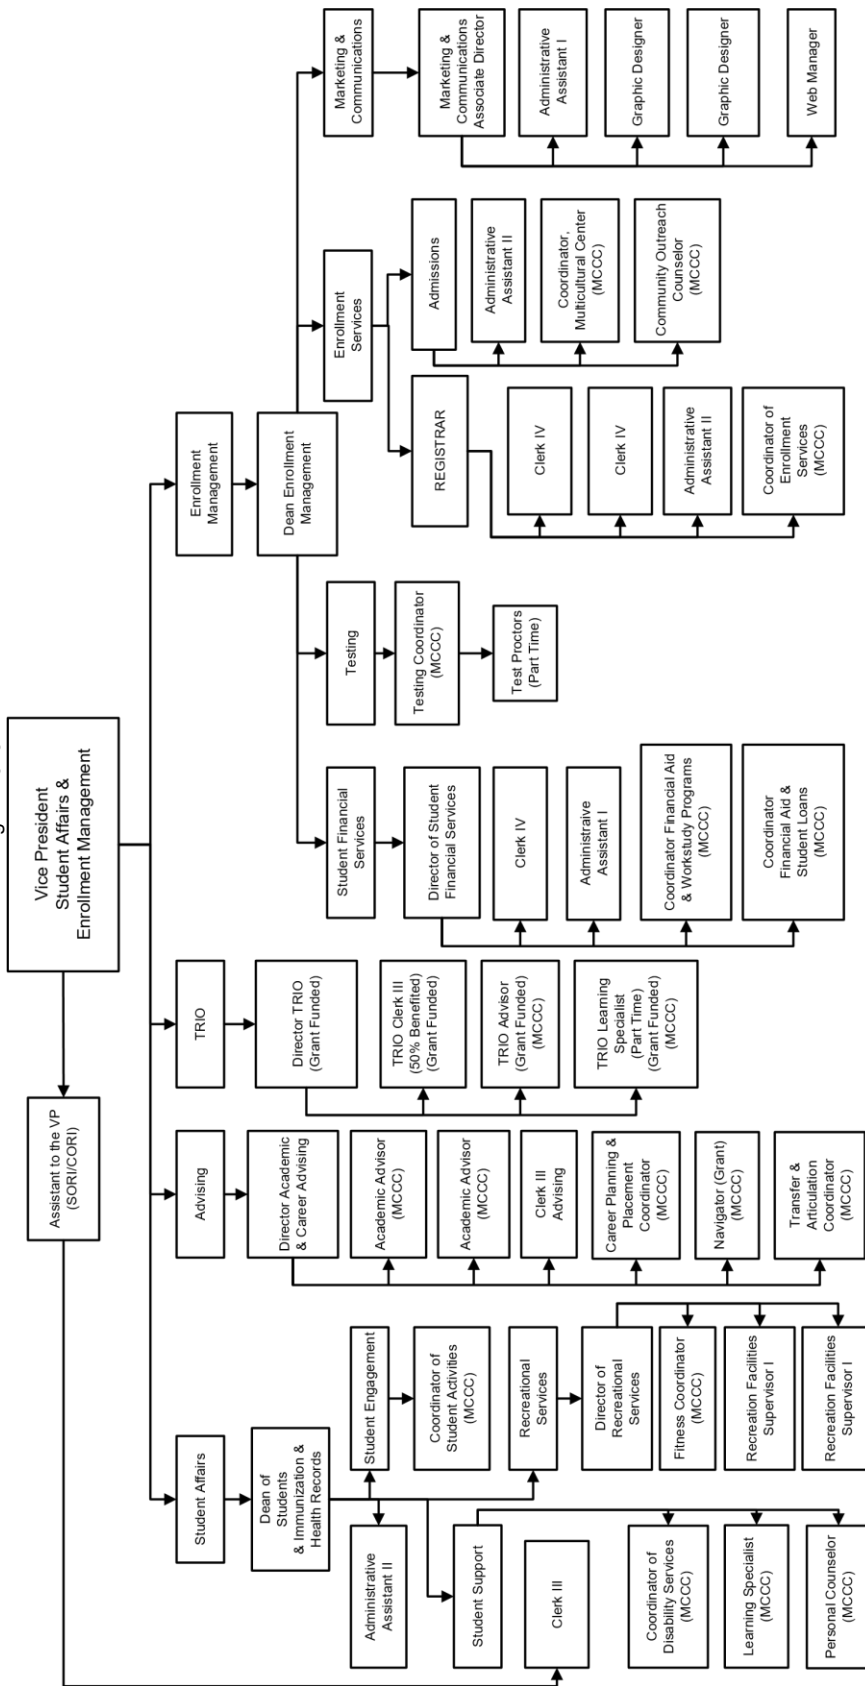 Vice President
Student Affairs &
Enrollment Management
Assistant to the VP
(SORI/CORI)
Student Affairs
Advising
TRIO
Enrollment
Management
Dean of
Students
& Immunization &
Health Records
Director Academic
& Career Advising
Director TRIO
(Grant Funded)
Dean Enrollment
Management
Administrative
Assistant II
Student Engagement
Coordinator of
Student Activities
(MCCC)
Student Support
Recreational
Services
Clerk III
Director of
Recreational
Services
Coordinator of
Disability Services
(MCCC)
Learning Specialist
(MCCC)
Personal Counselor
(MCCC)
Fitness Coordinator
(MCCC)
Recreation Facilities
Supervisor I
Recreation Facilities
Supervisor I
Academic Advisor
(MCCC)
Academic Advisor
(MCCC)
Clerk III
Advising
Career Planning &
Placement
Coordinator
(MCCC)
Navigator (Grant)
(MCCC)
Transfer &
Articulation
Coordinator
(MCCC)
TRIO Clerk III
(50% Benefited)
(Grant Funded)
TRIO Advisor
(Grant Funded)
(MCCC)
TRIO Learning
Specialist
(Part Time)
(Grant Funded)
(MCCC)
Student Financial
Services
Director of Student
Financial Services
Clerk IV
Administraive
Assistant I
Coordinator Financial Aid
& Workstudy Programs
(MCCC)
Coordinator
Financial Aid &
Student Loans
(MCCC)
Testing
Testing Coordinator
(MCCC)
Test Proctors
(Part Time)
Enrollment
Services
REGISTRAR
Clerk IV
Clerk IV
Administrative
Assistant II
Coordinator of
Enrollment
Services
(MCCC)
Admissions
Administrative
Assistant II
Coordinator,
Multicultural Center
(MCCC)
Community Outreach
Counselor
(MCCC)
Marketing &
Communications
Marketing &
Communications
Associate Director
Administrative
Assistant I
Graphic Designer
Graphic Designer
Web Manager